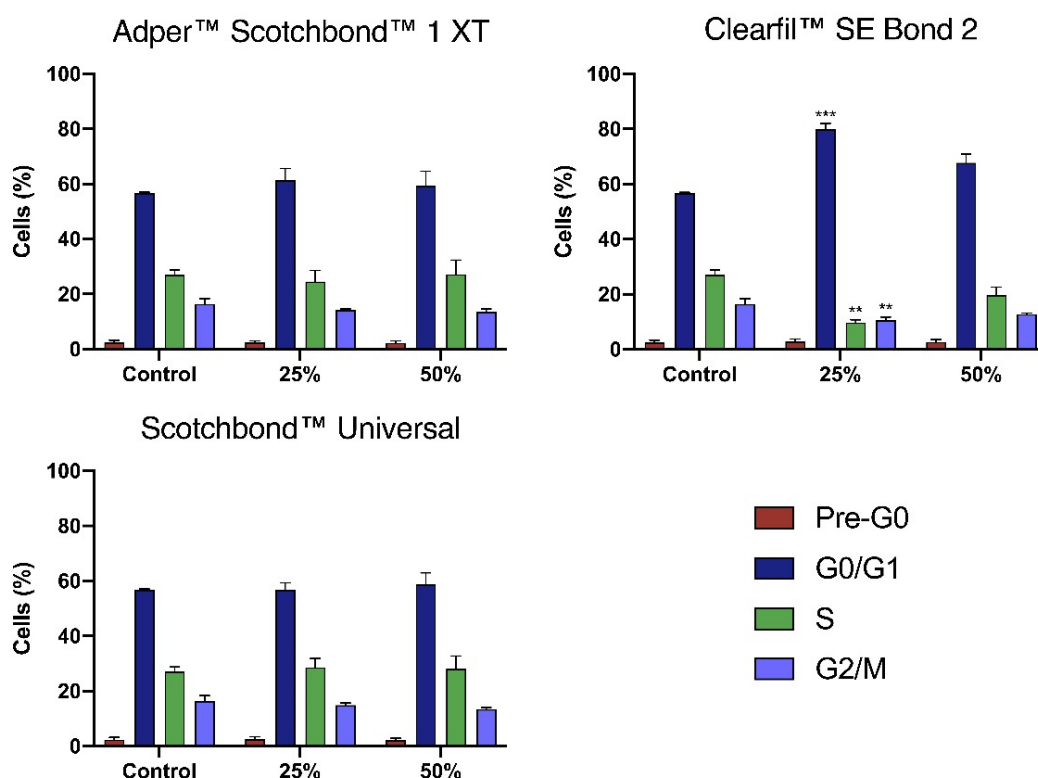 Adper™ Scotchbond™ 1 XT
100
80
60
40
20
0
Cells (%)
Control 25% 50%
Clearfil™ SE Bond 2
100
80
60
40
20
0
Cells (%)
***
** **
Control 25% 50%
Scotchbond™ Universal
100
80
60
40
20
0
Cells (%)
Control 25% 50%
Pre-G0
G0/G1
S
G2/M